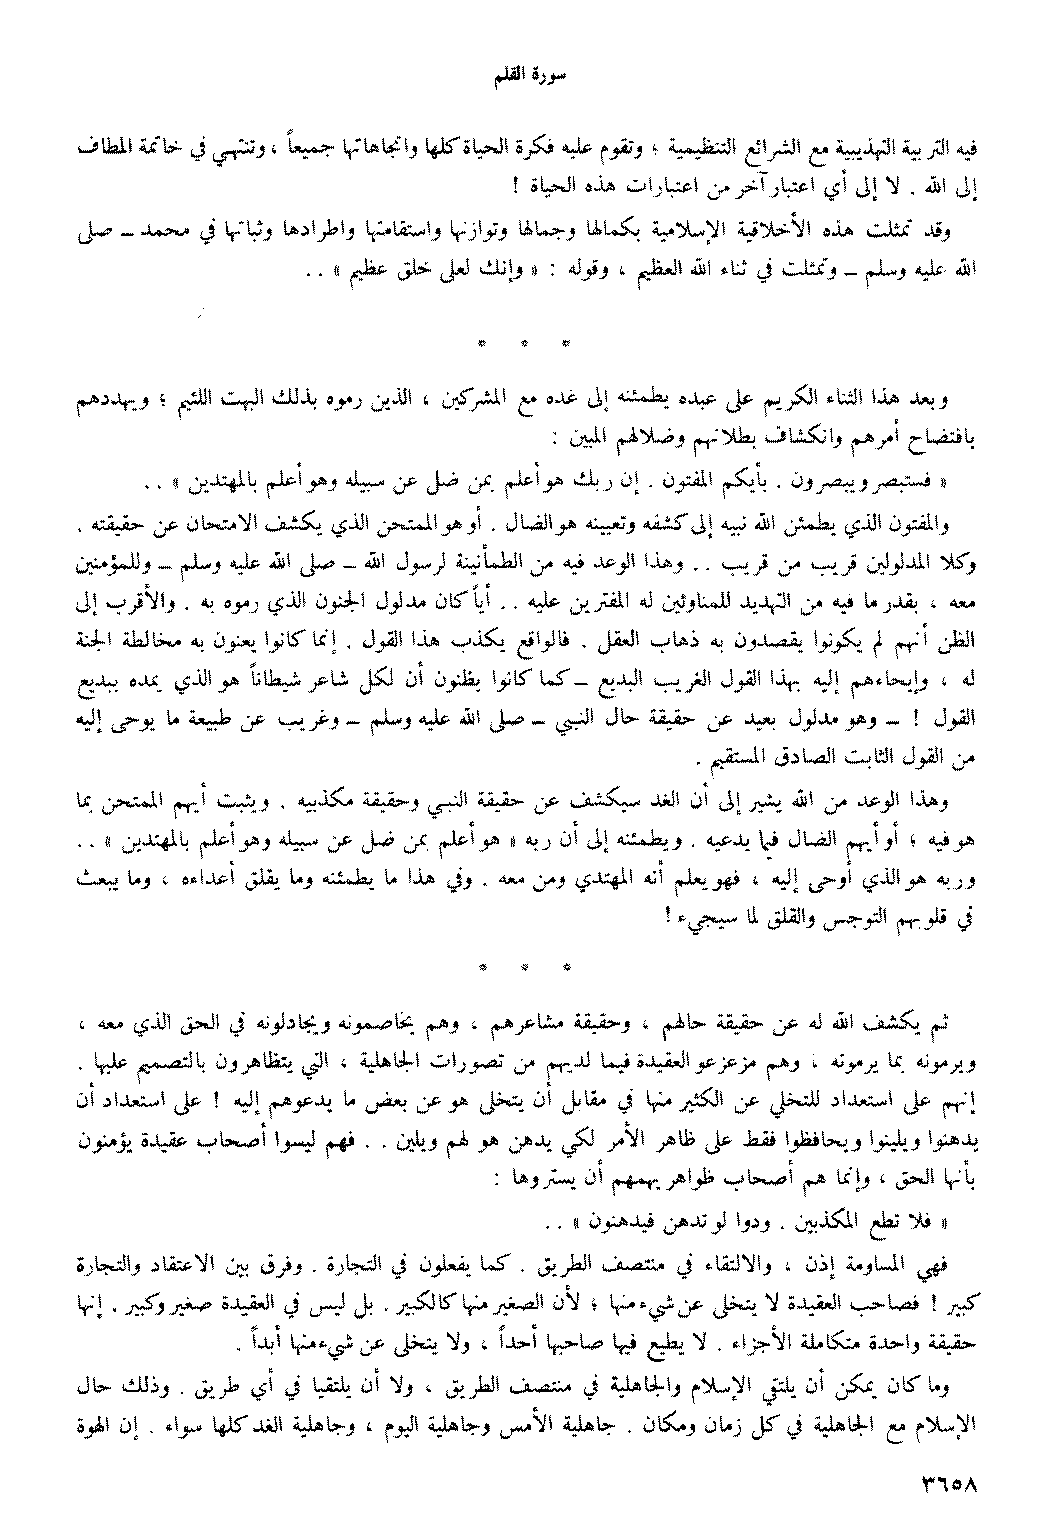 سورة القلم
فيه التربية التهذيبية مع الشرائع التنظيمية ؛ وتقوم عليه فكرة الحياة كلها واتجاهاتها جميعاً ، وتنتهي في خاتمة المطاف
إلى الله . لا إلى أي اعتبار آخر من اعتبارات هذه الحياة !
وقد تمثلت هذه الأخلاقية الإسلامية بكمالها وجمالها وتوازنها واستقامتها واطرادها وثباتها في محمد – صلى
الله عليه وسلم – وتمثلت في ثناء الله العظيم ، وقوله : « وإنك لعلى خلق عظيم » . .
* * *
وبعد هذا الثناء الكريم على عبده يطمئنه إلى غده مع المشركين ، الذين رموه بذلك البهت اللئيم ؛ ويهددهم
بافتضاح أمرهم وانكشاف بطلانهم وضلالهم المبين :
« فستبصر ويبصرون . بأيكم المفتون . إن ربك هو أعلم بمن ضل عن سبيله وهو أعلم بالمهتدين » . .
والمفتون الذي يطمئن الله نبيه إلى كشفه وتعيينه هو الضال . أو هو الممتحن الذي يكشف الامتحان عن حقيقته .
وكلا المدلولين قريب من قريب . . وهذا الوعد فيه من الطمأنينة لرسول الله – صلى الله عليه وسلم – وللمؤمنين
معه ، بقدر ما فيه من التهديد للمناوئين له المفترين عليه . . أياً كان مدلول الجنون الذي رموه به . والأقرب إلى
الظن أنهم لم يكونوا يقصدون به ذهاب العقل . فالواقع يكذب هذا القول . إنما كانوا يعنون به مخالطة الجنة
له ، وإيحاءهم إليه بهذا القول الغريب البديع – كما كانوا يظنون أن لكل شاعر شيطاناً هو الذي يمده ببديع
القول ! – وهو مدلول بعيد عن حقيقة حال النبي – صلى الله عليه وسلم – وغريب عن طبيعة ما يوحى إليه
من القول الثابت الصادق المستقيم .
وهذا الوعد من الله يشير إلى أن الغد سيكشف عن حقيقة النبي وحقيقة مكذبيه . ويثبت أيهم الممتحن بما
هو فيه ؛ أو أيهم الضال فيما يدعيه . ويطمئنه إلى أن ربه « هو أعلم بمن ضل عن سبيله وهو أعلم بالمهتدين » . .
وربه هو الذي أوحى إليه ، فهو يعلم أنه المهتدي ومن معه . وفي هذا ما يطمئنه وما يقلق أعداءه ، وما يبعث
في قلوبهم التوجس والقلق لما سيجيء !
* * *
ثم يكشف الله له عن حقيقة حالهم ، وحقيقة مشاعرهم ، وهم يخاصمونه ويجادلونه في الحق الذي معه ،
ويرمونه بما يرمونه ، وهم مزعزعو العقيدة فيما لديهم من تصورات الجاهلية ، التي يتظاهرون بالتصميم عليها .
إنهم على استعداد للتخلي عن الكثير منها في مقابل أن يتخلى هو عن بعض ما يدعوهم إليه ! على استعداد أن
يدهنوا ويلينوا ويحافظوا فقط على ظاهر الأمر لكي يدهن هو لهم ويلين . . فهم ليسوا أصحاب عقيدة يؤمنون
بأنها الحق ، وإنما هم أصحاب ظواهر يهمهم أن يستروها :
« فلا تطع المكذبين . ودوا لو تدهن فيدهنون » . .
فهي المساومة إذن ، والالتقاء في منتصف الطريق . كما يفعلون في التجارة . وفرق بين الاعتقاد والتجارة
كبير ! فصاحب العقيدة لا يتخلى عن شيء منها ؛ لأن الصغير منها كالكبير . بل ليس في العقيدة صغير وكبير . إنها
حقيقة واحدة متكاملة الأجزاء . لا يطيع فيها صاحبها أحداً ، ولا يتخلى عن شيء منها أبداً .
وما كان يمكن أن يلتقي الإسلام والجاهلية في منتصف الطريق ، ولا أن يلتقيا في أي طريق . وذلك حال
الإسلام مع الجاهلية في كل زمان ومكان . جاهلية الأمس وجاهلية اليوم ، وجاهلية الغد كلها سواء . إن الهوة
٣٦٥٨